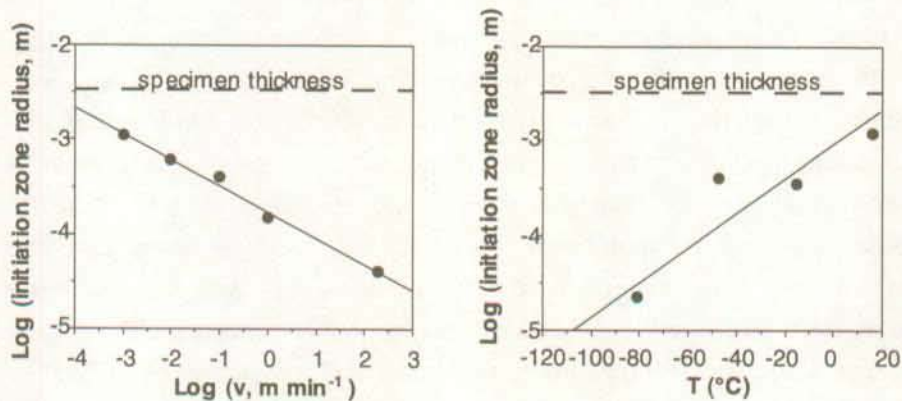 Log (initiation zone radius, m)
-2
-3
-4
-5
specimen thickness
-4 -3 -2 -1 0 1 2 3
Log (v, m min⁻¹)
Log (initiation zone radius, m)
-2
-3
-4
-5
specimen thickness
-120 -100 -80 -60 -40 -20 0 20
T (°C)